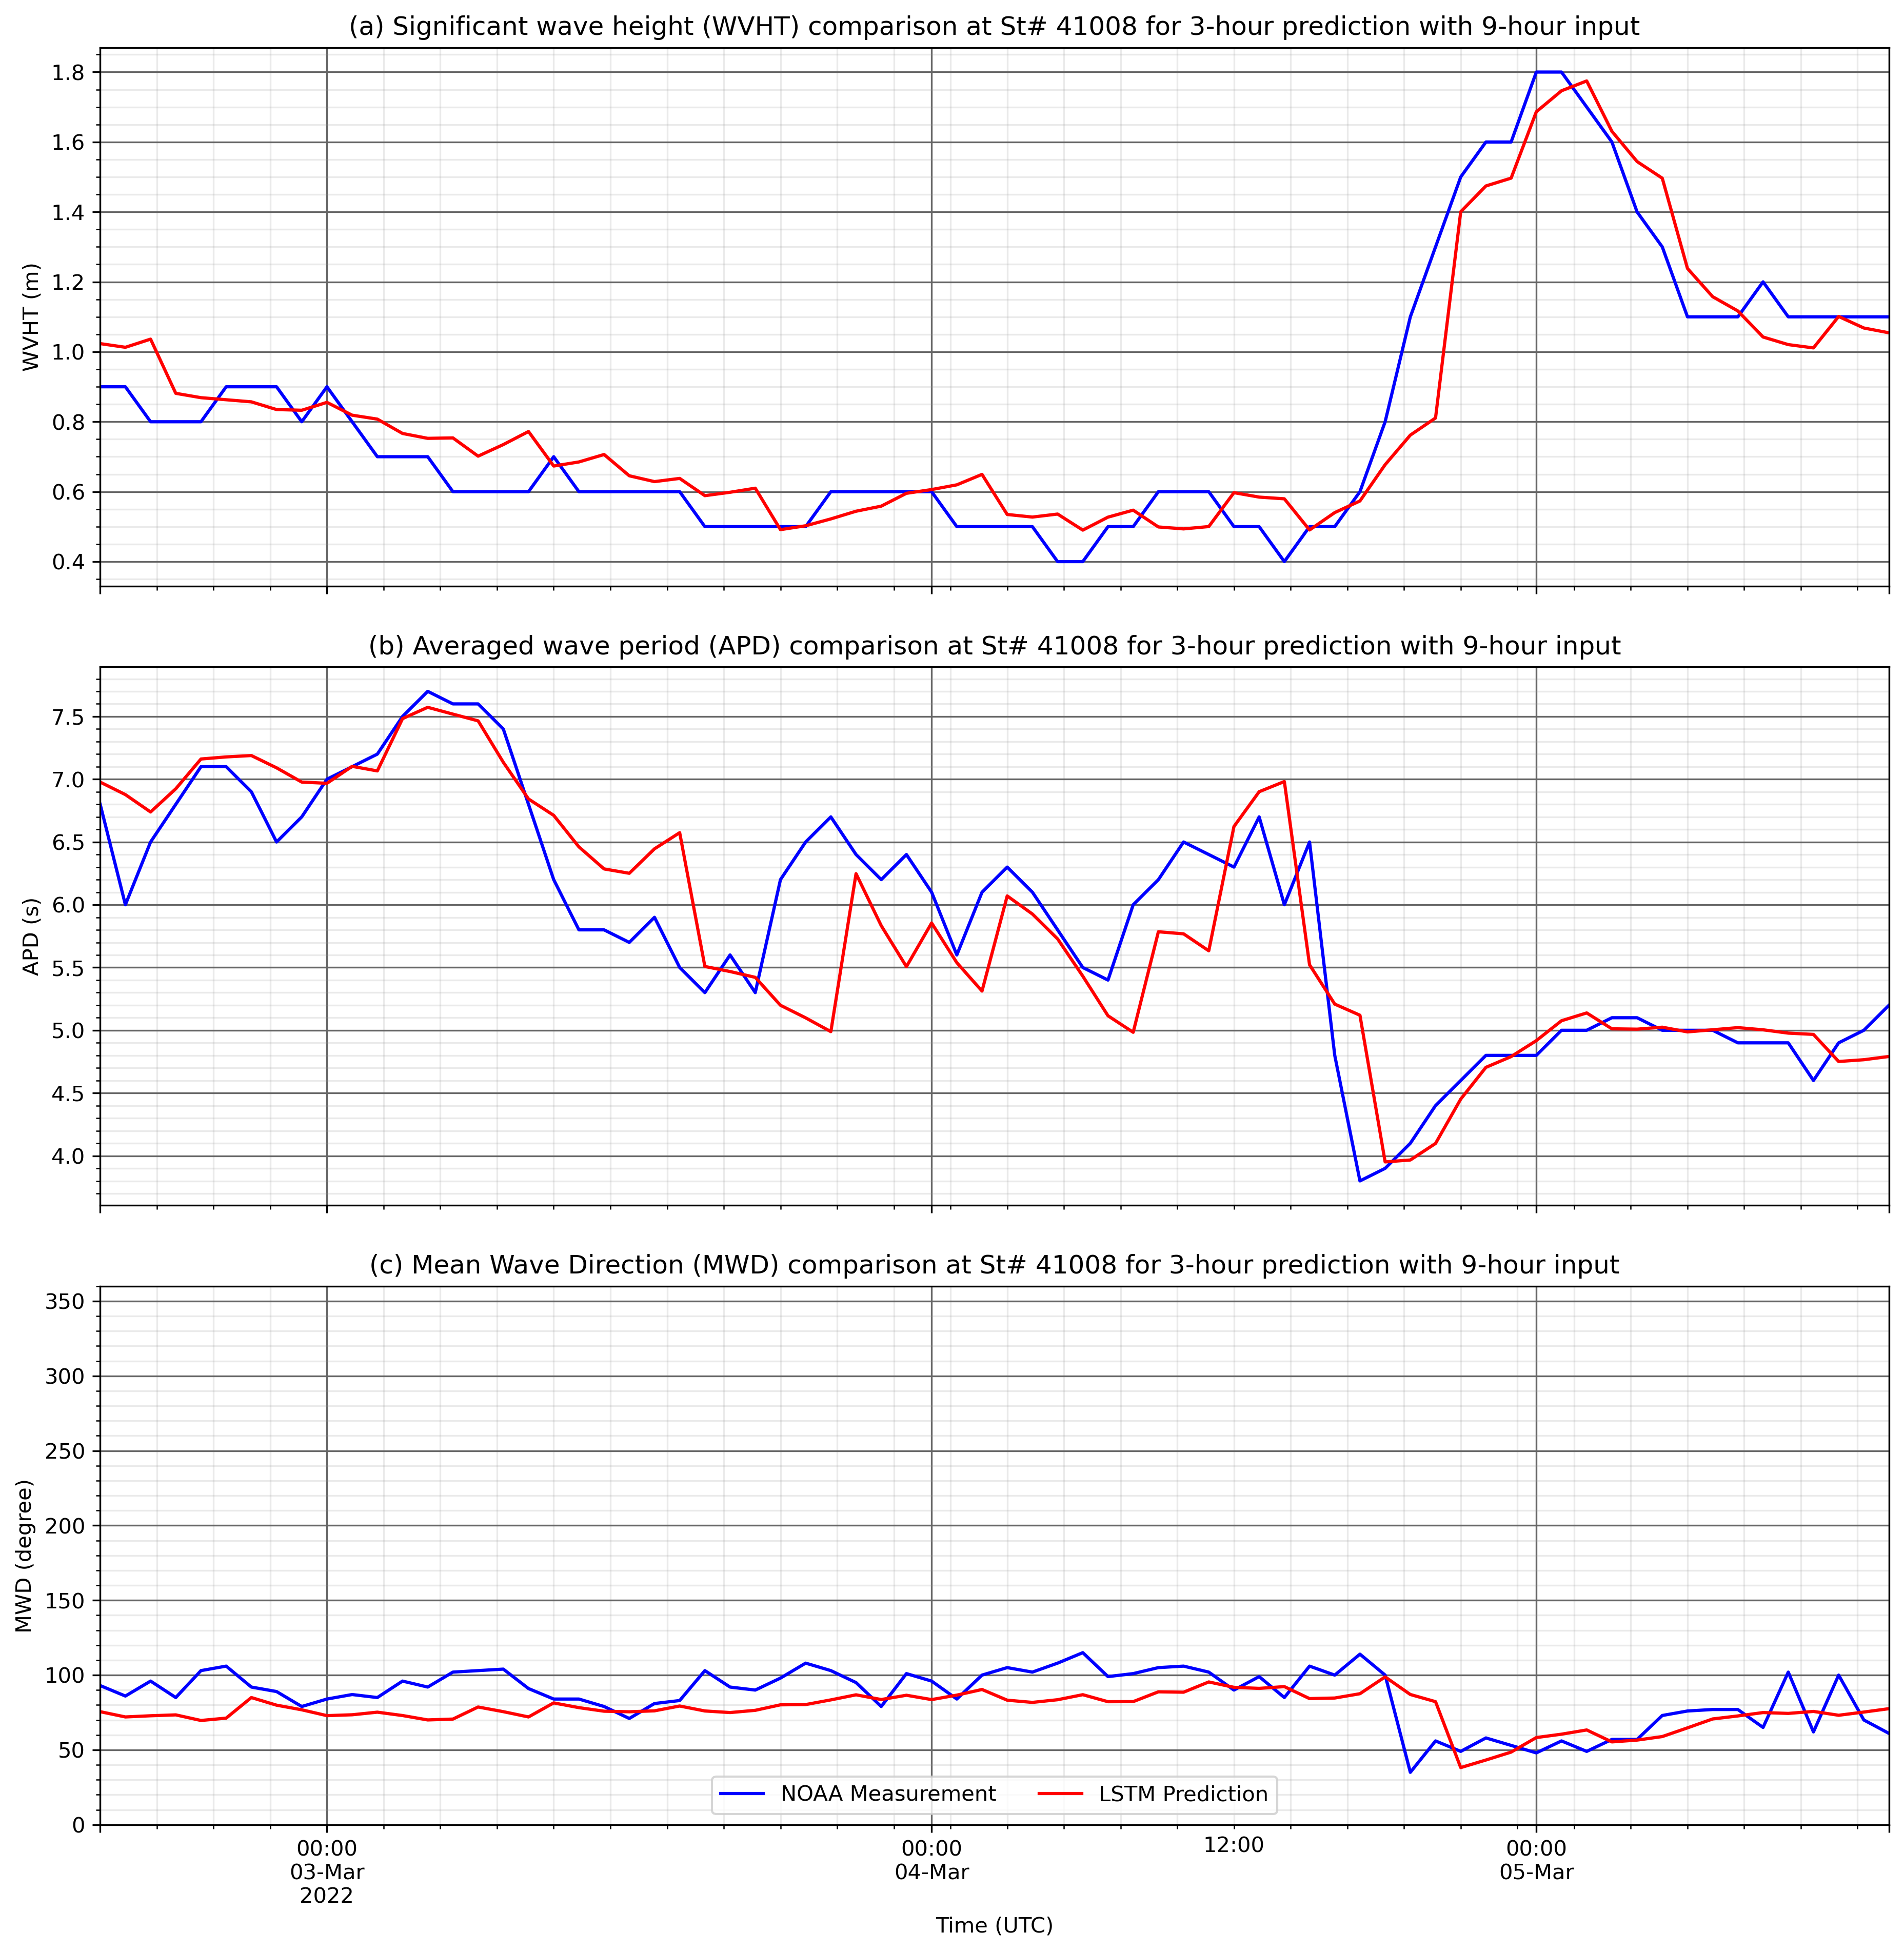 (a) Significant wave height (WVHT) comparison at St# 41008 for 3-hour prediction with 9-hour input
1.8
1.6
1.4
1.2
1.0
0.8
0.6
0.4
WVHT (m)
(b) Averaged wave period (APD) comparison at St# 41008 for 3-hour prediction with 9-hour input
7.5
7.0
6.5
6.0
5.5
5.0
4.5
4.0
APD (s)
(c) Mean Wave Direction (MWD) comparison at St# 41008 for 3-hour prediction with 9-hour input
350
300
250
200
150
100
50
0
MWD (degree)
NOAA Measurement
LSTM Prediction
00:00
03-Mar
2022
00:00
04-Mar
12:00
00:00
05-Mar
Time (UTC)